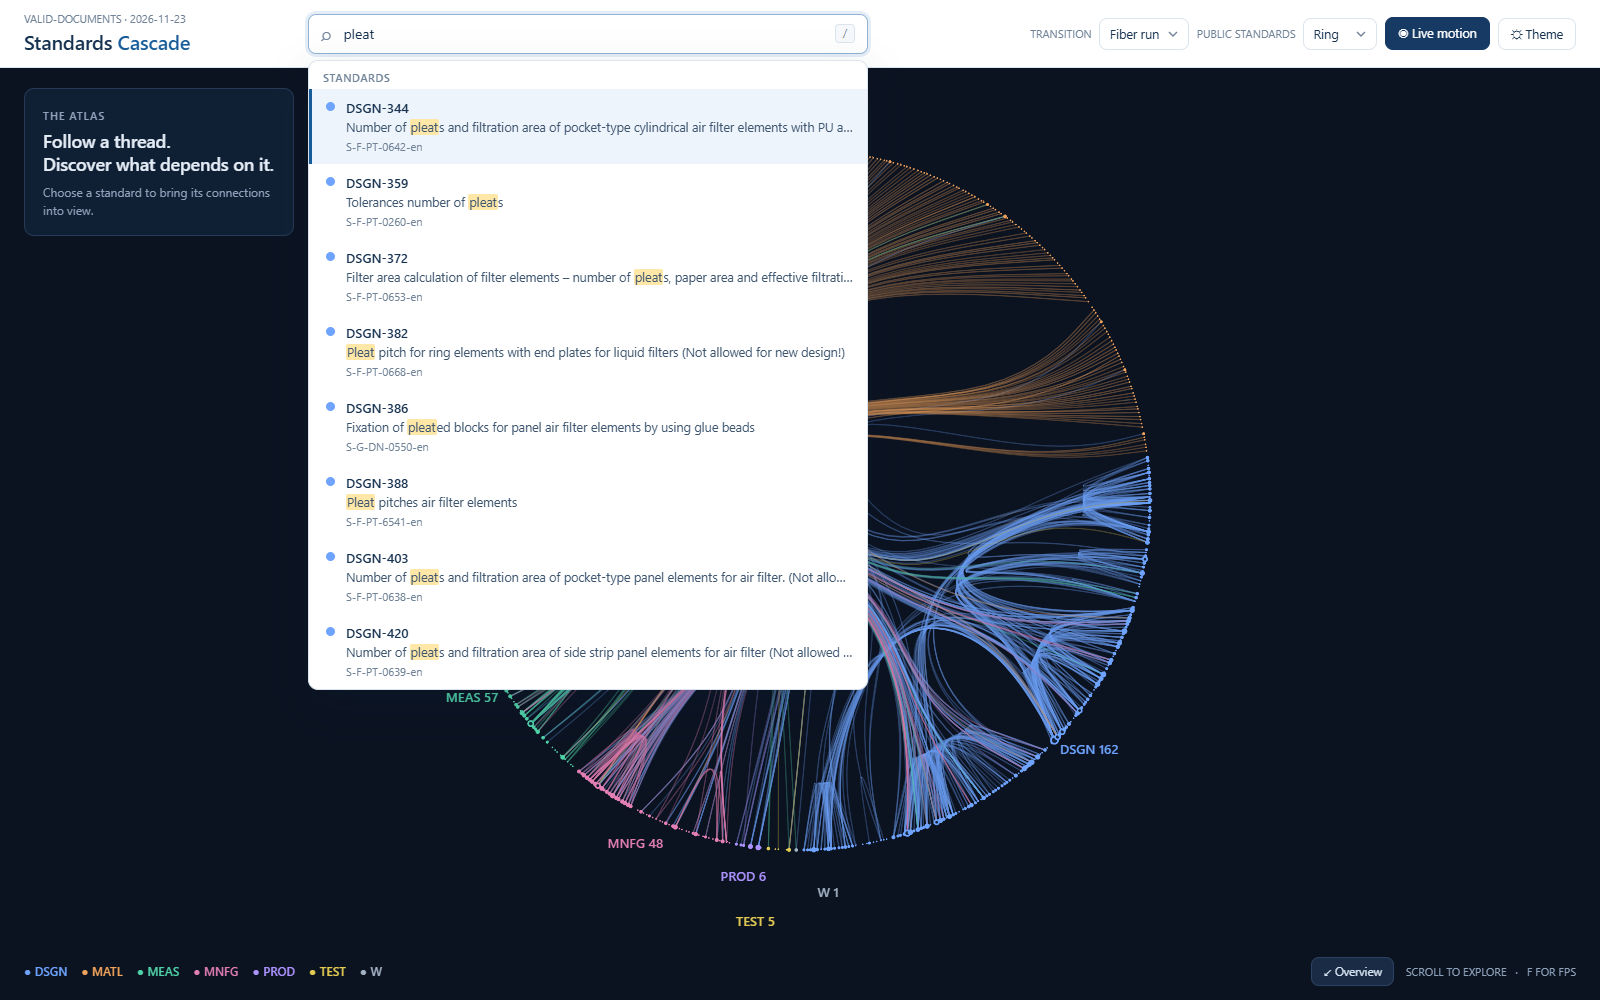 VALID-DOCUMENTS · 2026-11-23
Standards Cascade
pleat
/
TRANSITION
Fiber run
PUBLIC STANDARDS
Ring
Live motion
Theme
THE ATLAS
Follow a thread.
Discover what depends on it.
Choose a standard to bring its connections
into view.
STANDARDS
DSGN-344
Number of pleats and filtration area of pocket-type cylindrical air filter elements with PU a...
S-F-PT-0642-en
DSGN-359
Tolerances number of pleats
S-F-PT-0260-en
DSGN-372
Filter area calculation of filter elements – number of pleats, paper area and effective filtrati...
S-F-PT-0653-en
DSGN-382
Pleat pitch for ring elements with end plates for liquid filters (Not allowed for new design!)
S-F-PT-0668-en
DSGN-386
Fixation of pleated blocks for panel air filter elements by using glue beads
S-G-DN-0550-en
DSGN-388
Pleat pitches air filter elements
S-F-PT-6541-en
DSGN-403
Number of pleats and filtration area of pocket-type panel elements for air filter. (Not allo...
S-F-PT-0638-en
DSGN-420
Number of pleats and filtration area of side strip panel elements for air filter (Not allowed ...
S-F-PT-0639-en
MEAS 57
DSGN 162
MNFG 48
PROD 6
W 1
TEST 5
DSGN
MATL
MEAS
MNFG
PROD
TEST
W
Overview
SCROLL TO EXPLORE · F FOR FPS